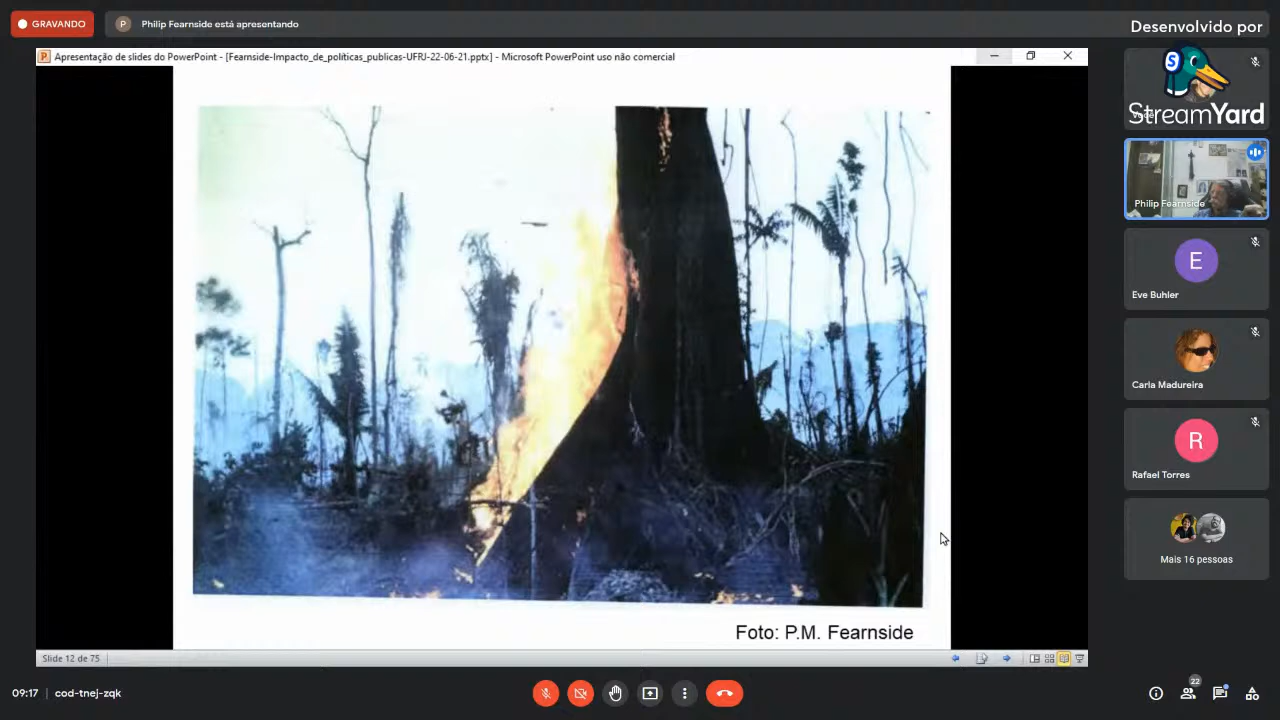 GRAVANDO
P
Philip Fearnside está apresentando
Desenvolvido por
P Apresentação de slides do PowerPoint - [Fearnside-Impacto_de_políticas_publicas-UFRJ-22-06-21.pptx] - Microsoft PowerPoint uso não comercial
S
StreamYard
Philip Fearnside
E
Eve Buhler
Carla Madureira
R
Rafael Torres
Mais 16 pessoas
Foto: P.M. Fearnside
Slide 12 de 75
09:17 | cod-tnej-zqk
22